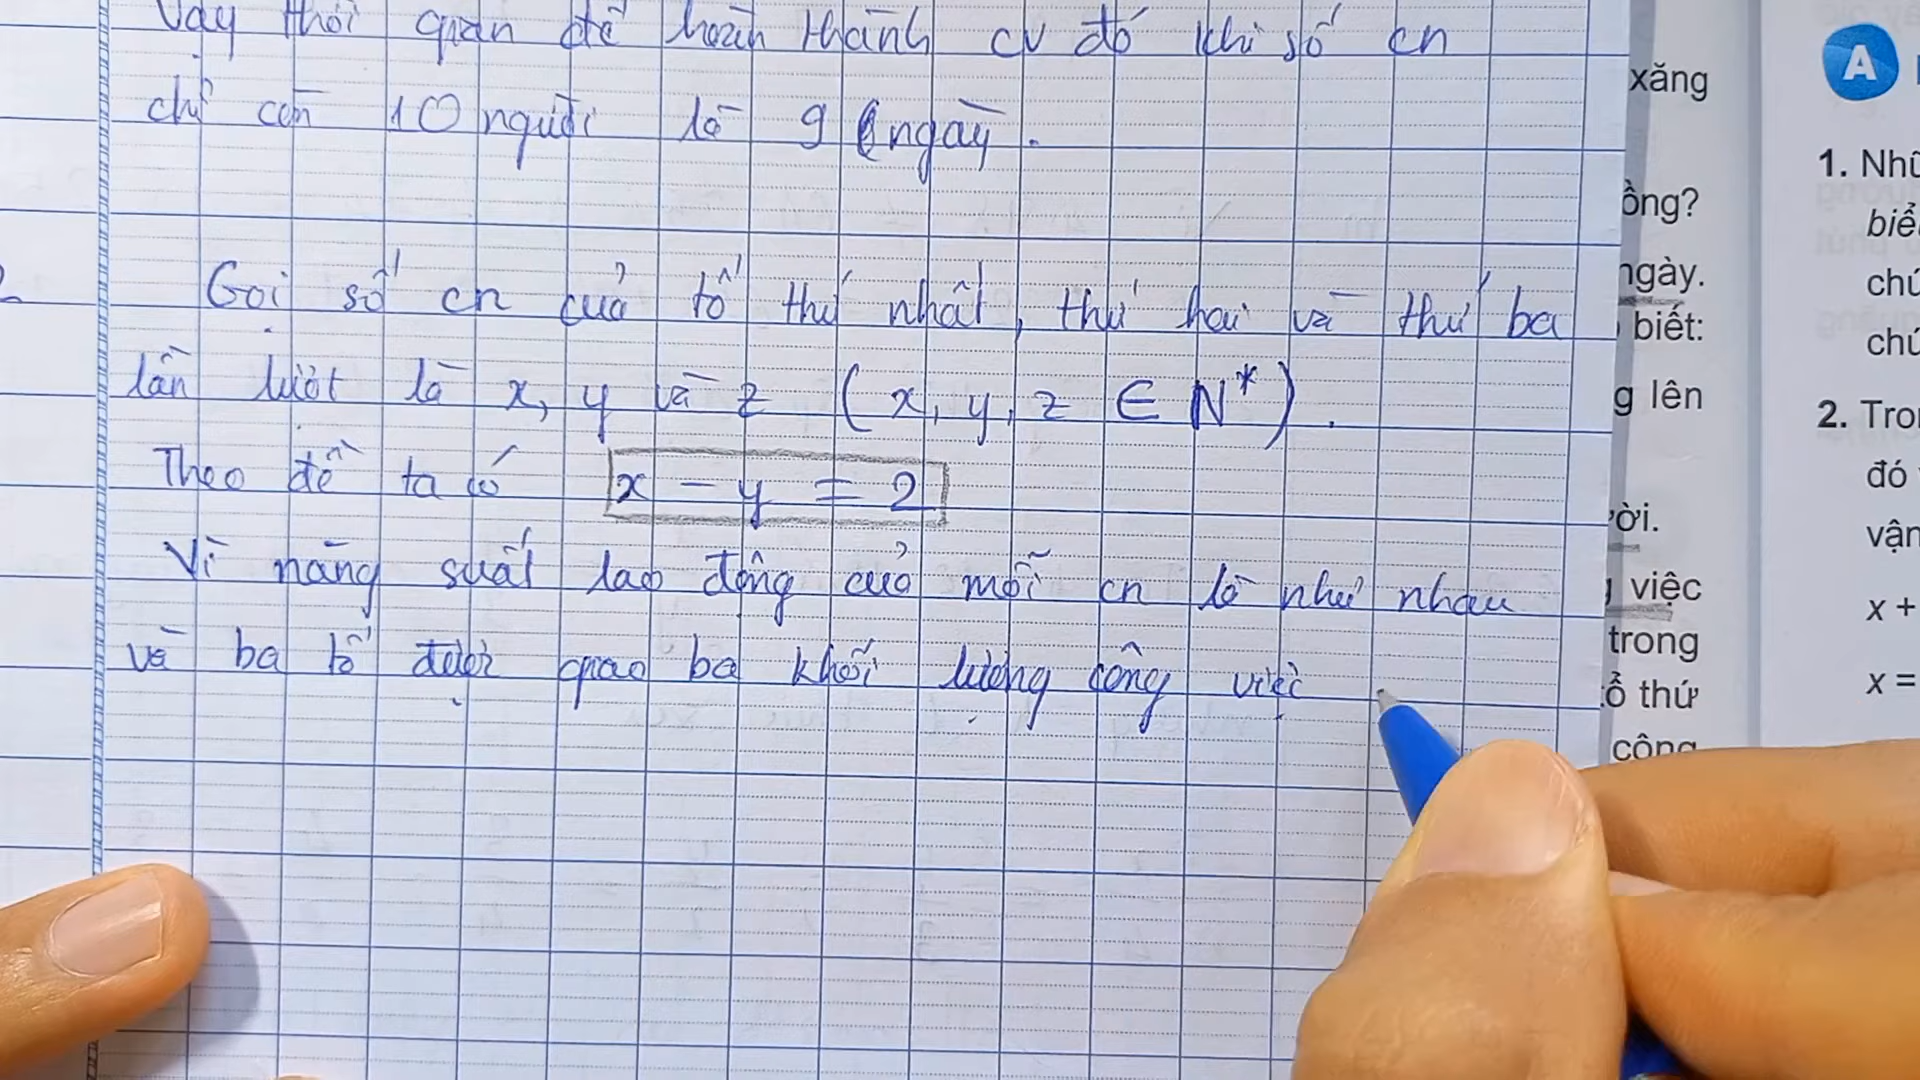 Vậy thời gian để hoàn thành cv đó khi số cn
chỉ còn 10 người là 9 ngày.
Gọi số cn của tổ thứ nhất, thứ hai và thứ ba
lần lượt là x, y và z (x, y, z ∈ N*).
Theo đề ta có x - y = 2
Vì năng suất lao động của mỗi cn là như nhau
và ba tổ được giao ba khối lượng công việc
xăng
ồng?
ngày.
biết:
g lên
ời.
việc
trong
ổ thứ
công
A
1. Nhữ
biể
chú
chú
2. Tro
đó
vận
x +
x =